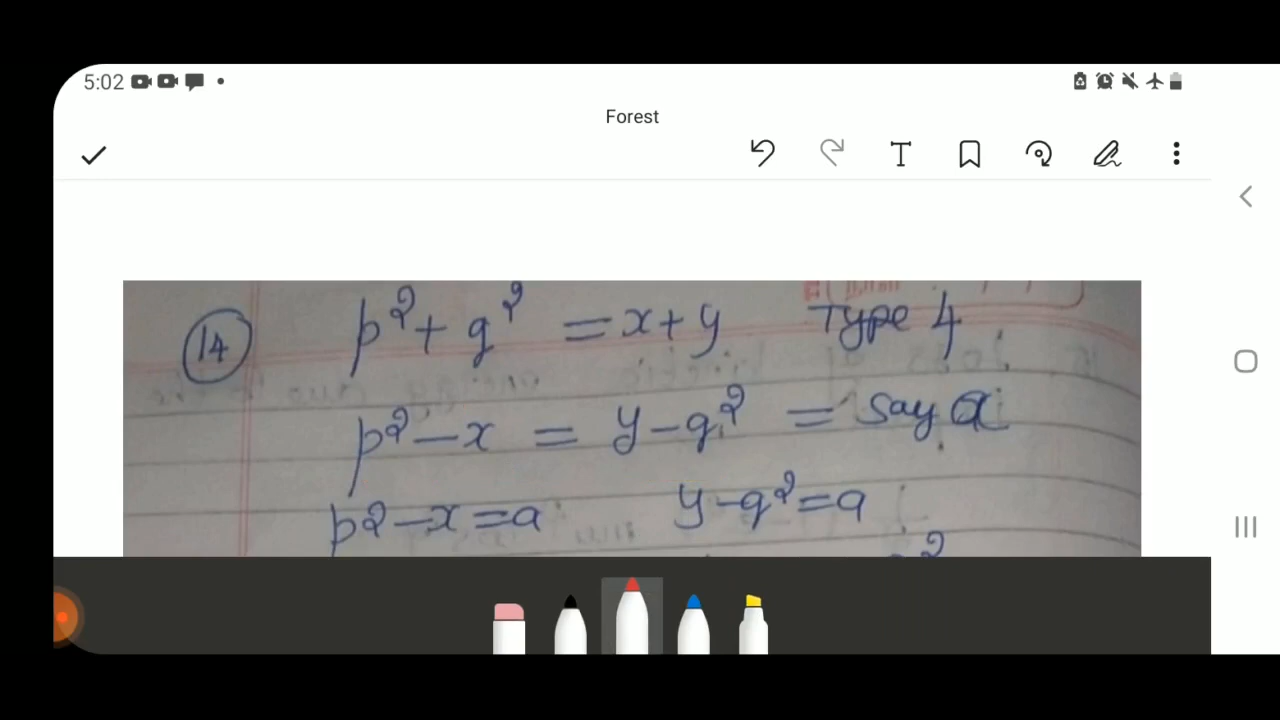 5:02
Forest
T
14 p² + q² = x + y Type 4
p² - x = y - q² = say a
p² - x = a y - q² = a